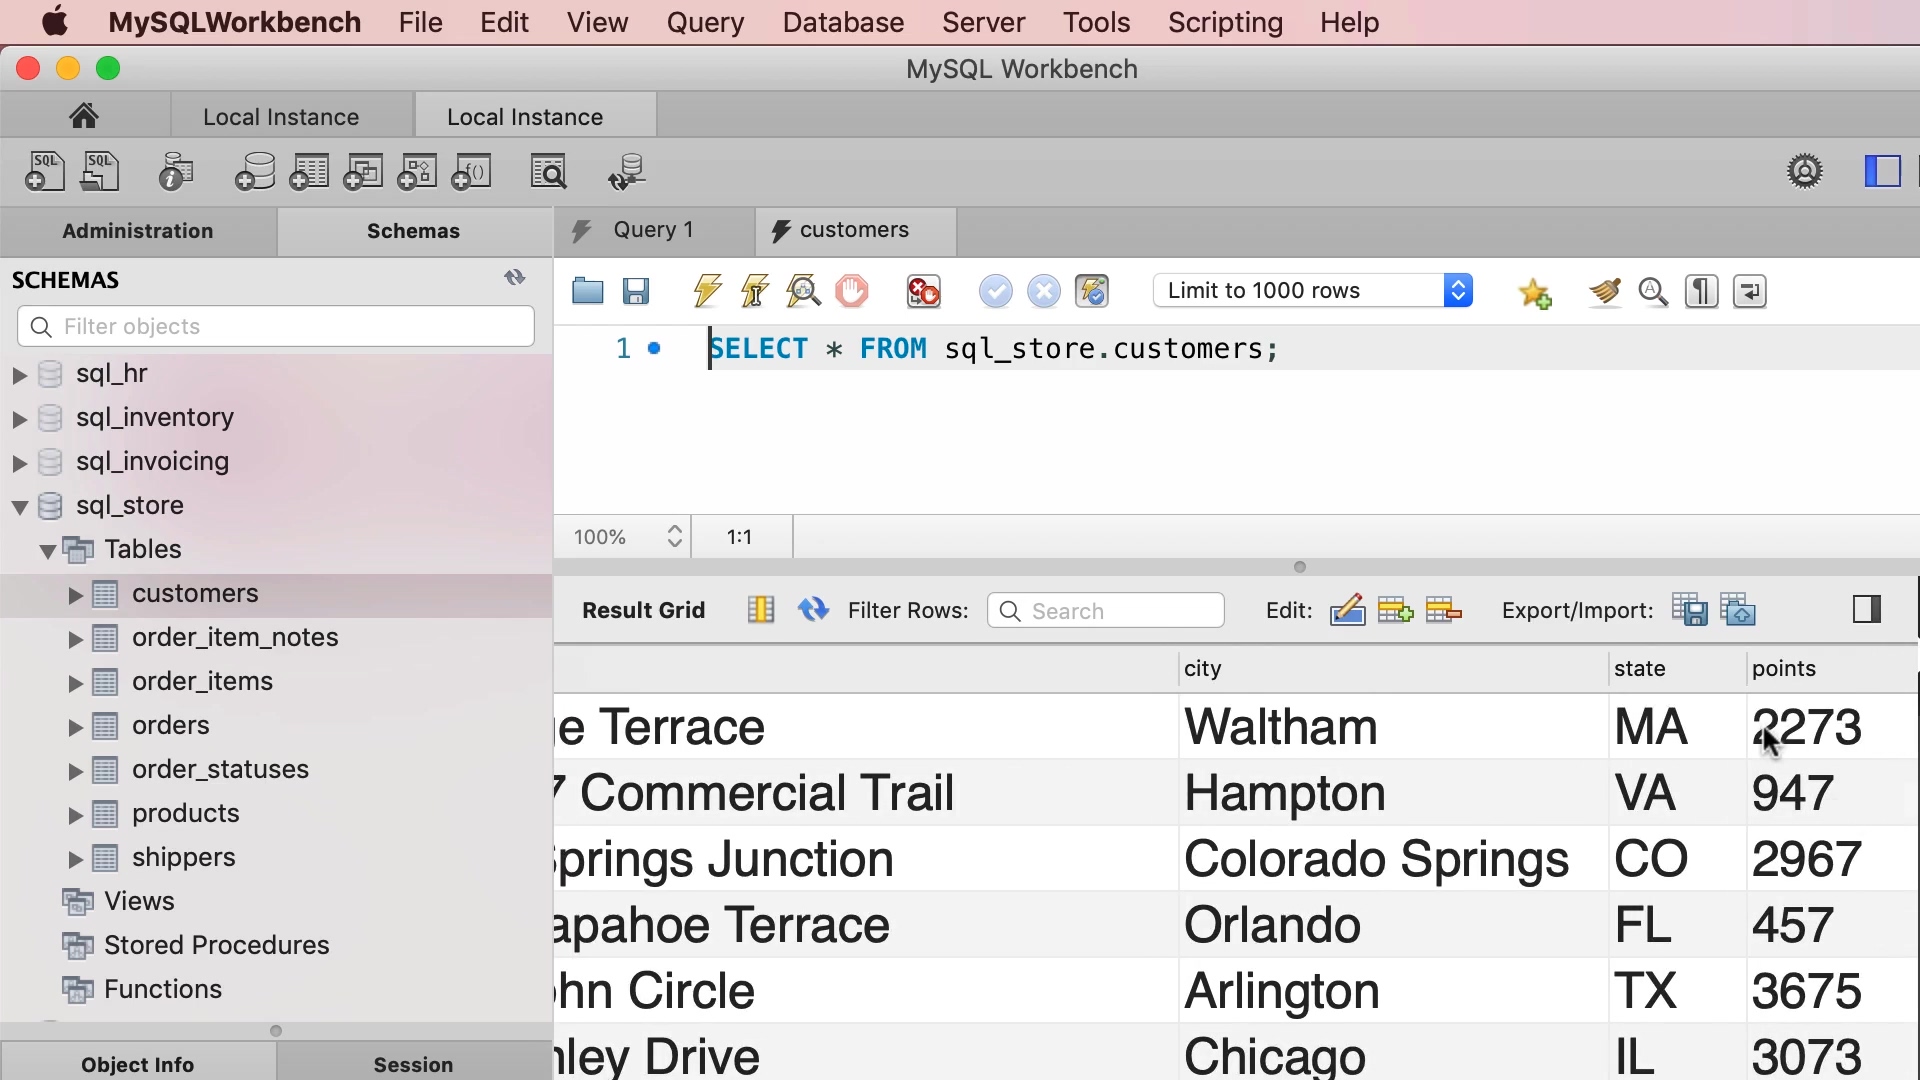 MySQLWorkbench File Edit View Query Database Server Tools Scripting Help
MySQL Workbench
Local Instance Local Instance
Administration Schemas
SCHEMAS
Filter objects
sql_hr
sql_inventory
sql_invoicing
sql_store
Tables
customers
order_item_notes
order_items
orders
order_statuses
products
shippers
Views
Stored Procedures
Functions
Object Info Session
Query 1 customers
Limit to 1000 rows
1 SELECT * FROM sql_store.customers;
100% 1:1
Result Grid Filter Rows: Search Edit: Export/Import:
city state points
ge Terrace Waltham MA 2273
7 Commercial Trail Hampton VA 947
Springs Junction Colorado Springs CO 2967
apahoe Terrace Orlando FL 457
ohn Circle Arlington TX 3675
nley Drive Chicago IL 3073